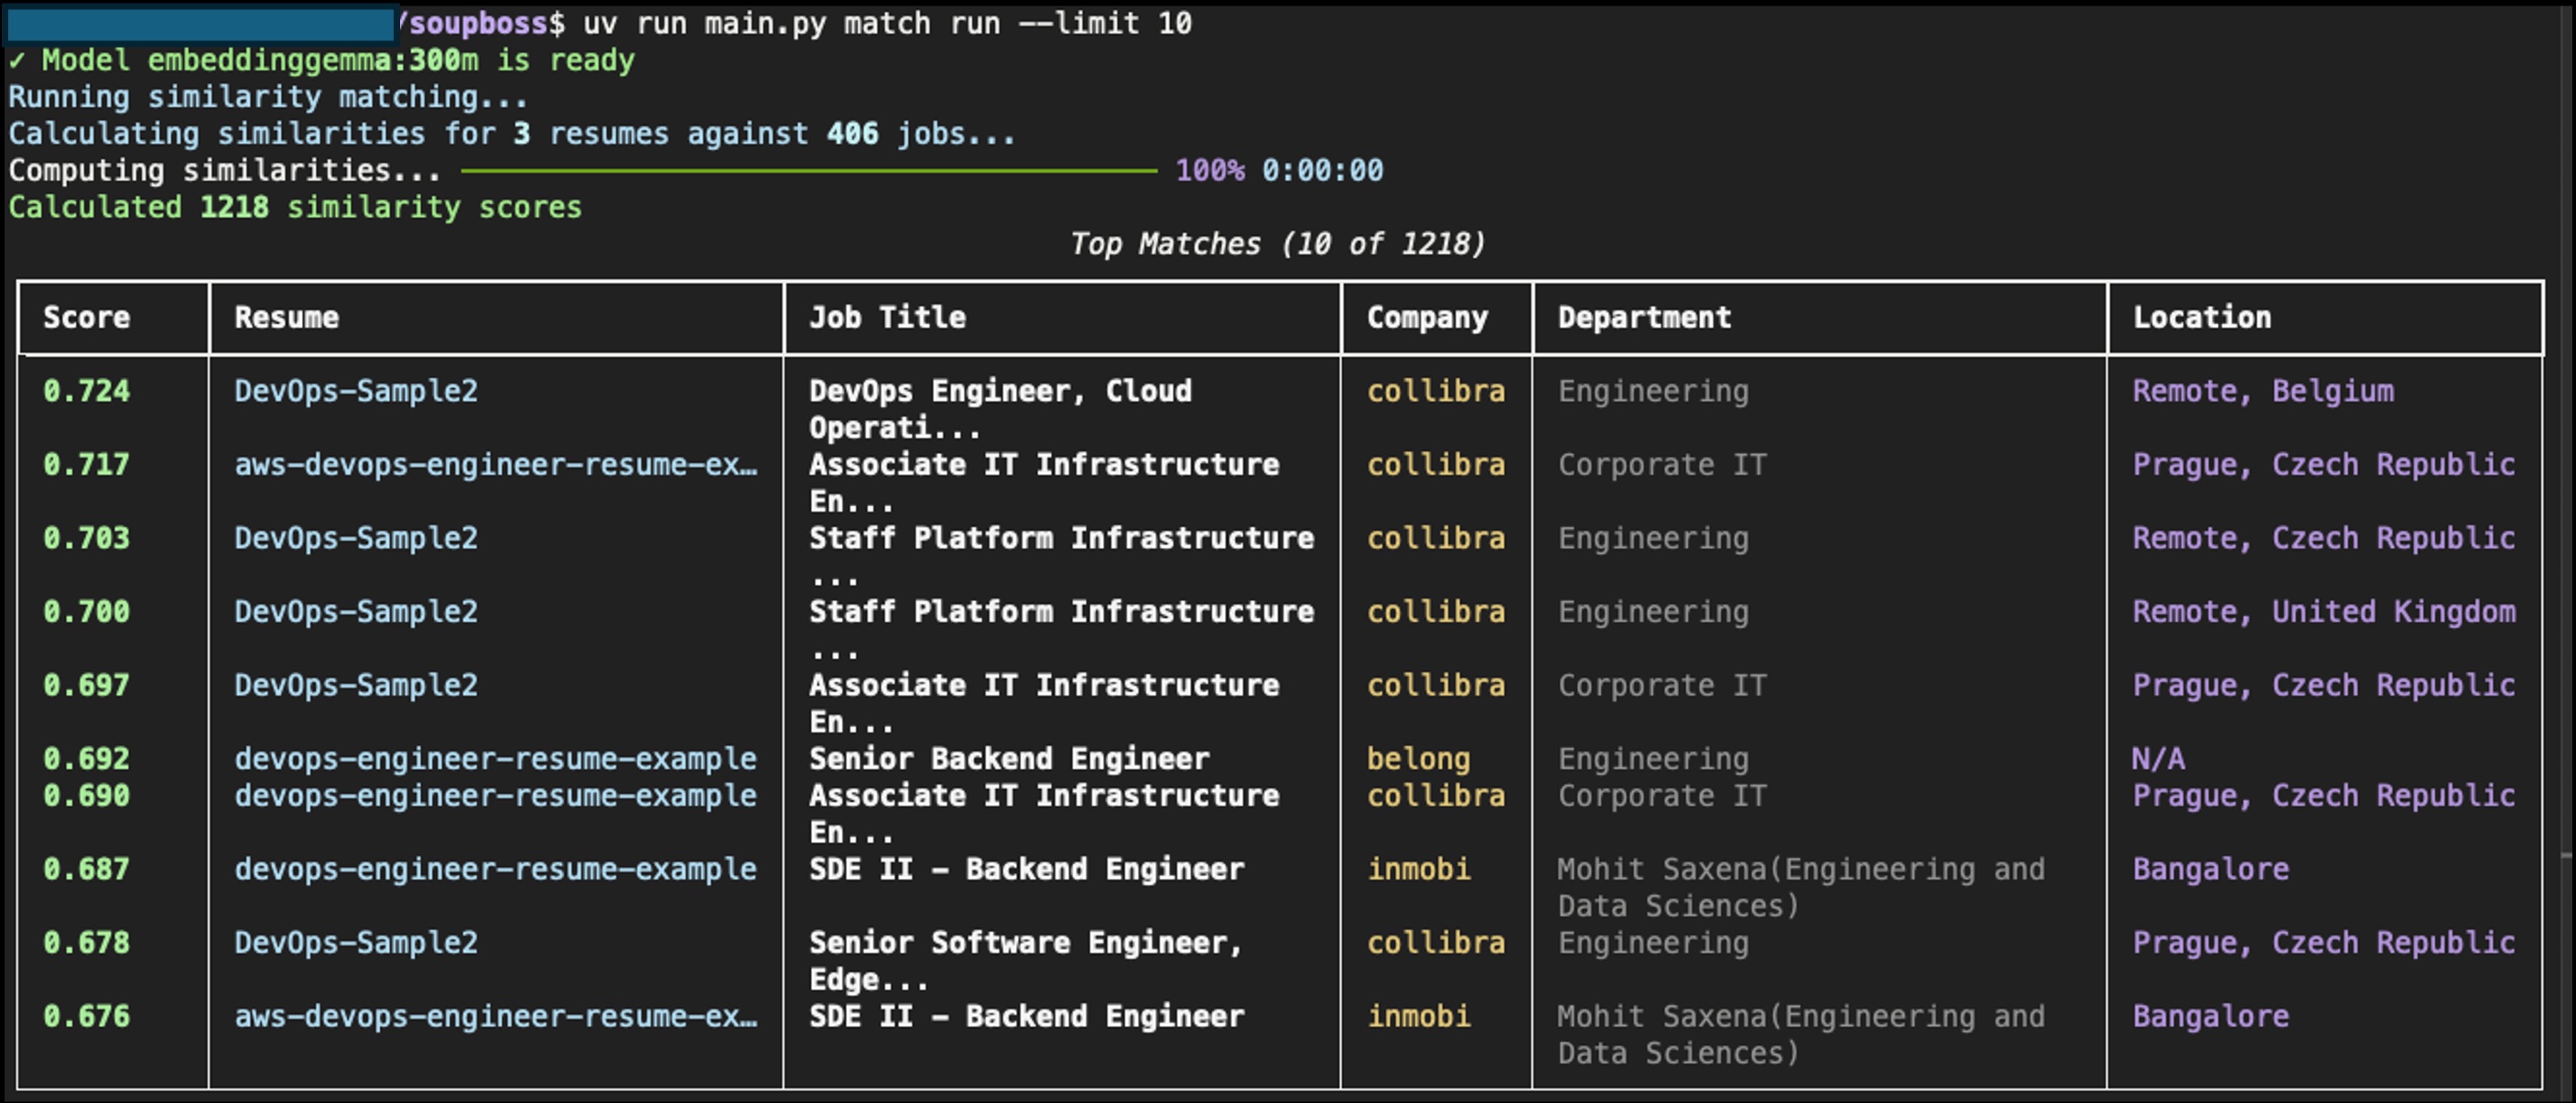 /soupboss$ uv run main.py match run --limit 10
✓ Model embeddinggemma:300m is ready
Running similarity matching...
Calculating similarities for 3 resumes against 406 jobs...
Computing similarities... 100% 0:00:00
Calculated 1218 similarity scores
Top Matches (10 of 1218)
Score Resume Job Title Company Department Location
0.724 DevOps-Sample2 DevOps Engineer, Cloud collibra Engineering Remote, Belgium
Operati...
0.717 aws-devops-engineer-resume-ex… Associate IT Infrastructure collibra Corporate IT Prague, Czech Republic
En...
0.703 DevOps-Sample2 Staff Platform Infrastructure collibra Engineering Remote, Czech Republic
...
0.700 DevOps-Sample2 Staff Platform Infrastructure collibra Engineering Remote, United Kingdom
...
0.697 DevOps-Sample2 Associate IT Infrastructure collibra Corporate IT Prague, Czech Republic
En...
0.692 devops-engineer-resume-example Senior Backend Engineer belong Engineering N/A
0.690 devops-engineer-resume-example Associate IT Infrastructure collibra Corporate IT Prague, Czech Republic
En...
0.687 devops-engineer-resume-example SDE II - Backend Engineer inmobi Mohit Saxena(Engineering and Bangalore
Data Sciences)
0.678 DevOps-Sample2 Senior Software Engineer, collibra Engineering Prague, Czech Republic
Edge...
0.676 aws-devops-engineer-resume-ex… SDE II - Backend Engineer inmobi Mohit Saxena(Engineering and Bangalore
Data Sciences)